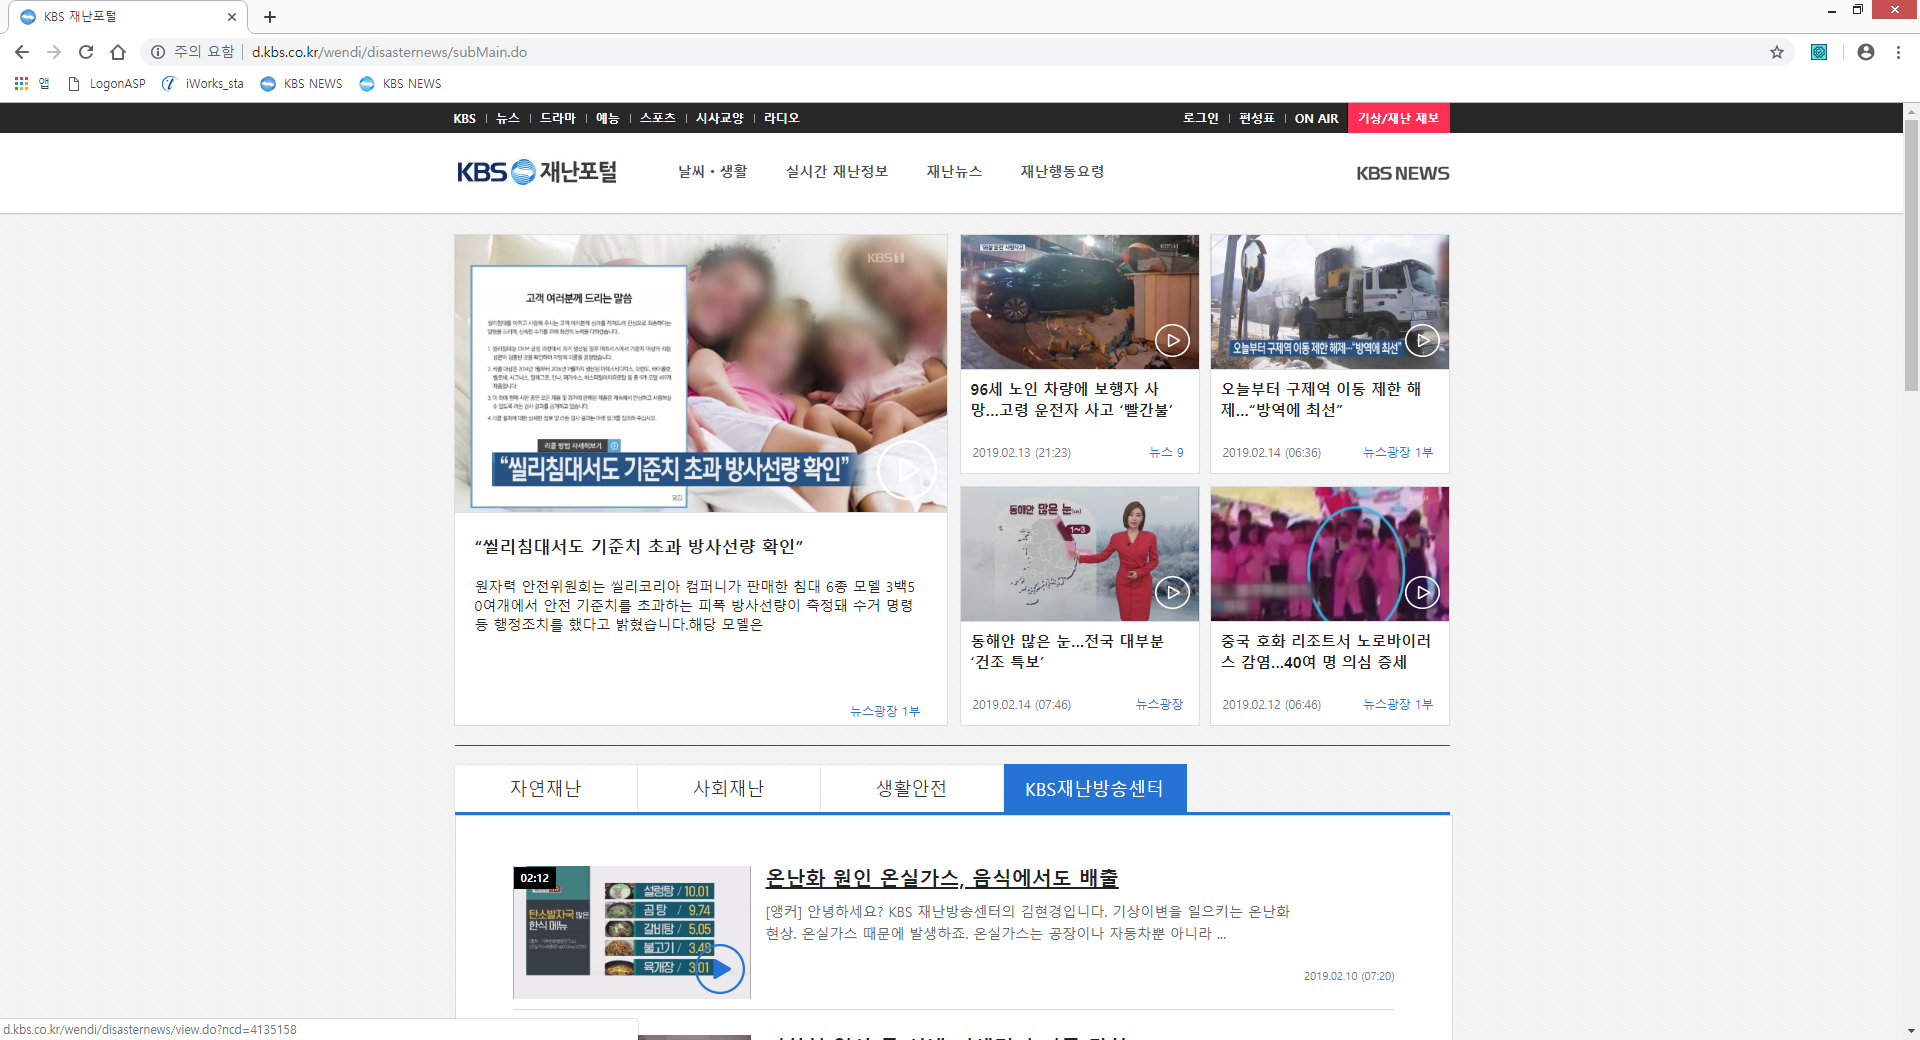 KBS 재난포털
주의 요함 | d.kbs.co.kr/wendi/disasternews/subMain.do
앱 LogonASP iWorks_sta KBS NEWS KBS NEWS
KBS 뉴스 드라마 예능 스포츠 시사교양 라디오 로그인 편성표 ON AIR 기상/재난 제보
KBS 재난포털 날씨・생활 실시간 재난정보 재난뉴스 재난행동요령 KBS NEWS
KBS 1
고객 여러분께 드리는 말씀
리콜 방법 자세히보기
“씰리침대서도 기준치 초과 방사선량 확인”
닫기
“씰리침대서도 기준치 초과 방사선량 확인”
원자력 안전위원회는 씰리코리아 컴퍼니가 판매한 침대 6종 모델 3백5
0여개에서 안전 기준치를 초과하는 피폭 방사선량이 측정돼 수거 명령
등 행정조치를 했다고 밝혔습니다.해당 모델은
뉴스광장 1부
96세 노인 차량에 보행자 사
망...고령 운전자 사고 ‘빨간불’
2019.02.13 (21:23) 뉴스 9
오늘부터 구제역 이동 제한 해제…“방역에 최선”
오늘부터 구제역 이동 제한 해
제...“방역에 최선”
2019.02.14 (06:36) 뉴스광장 1부
동해안 많은 눈(cm)
1~3
동해안 많은 눈...전국 대부분
‘건조 특보’
2019.02.14 (07:46) 뉴스광장
중국 호화 리조트서 노로바이러
스 감염...40여 명 의심 증세
2019.02.12 (06:46) 뉴스광장 1부
자연재난 사회재난 생활안전 KBS재난방송센터
02:12
탄소발자국 많은
한식 메뉴
설렁탕 / 10.01
곰탕 / 9.74
갈비탕 / 5.05
불고기 / 3.48
육개장 / 3.01
온난화 원인 온실가스, 음식에서도 배출
[앵커] 안녕하세요? KBS 재난방송센터의 김현경입니다. 기상이변을 일으키는 온난화
현상. 온실가스 때문에 발생하죠. 온실가스는 공장이나 자동차뿐 아니라 ...
2019.02.10 (07:20)
d.kbs.co.kr/wendi/disasternews/view.do?ncd=4135158